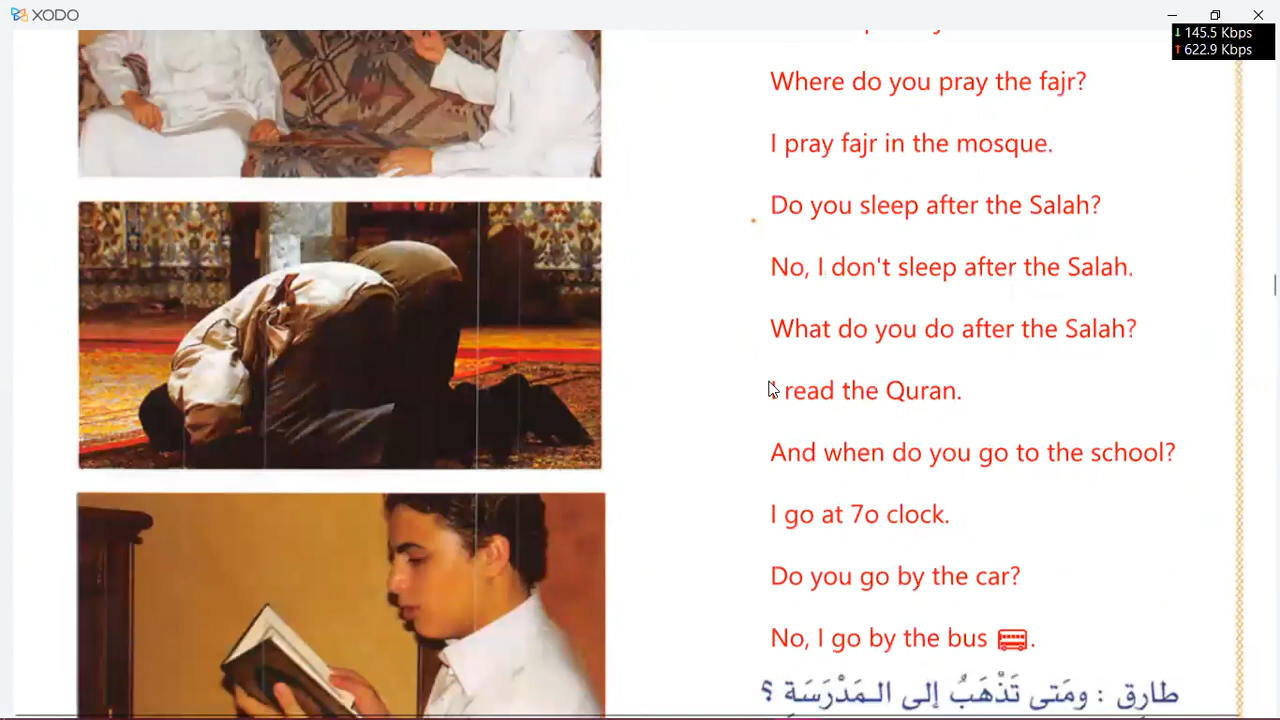 XODO
↓ 145.5 Kbps
↑ 622.9 Kbps
Where do you pray the fajr?
I pray fajr in the mosque.
Do you sleep after the Salah?
No, I don't sleep after the Salah.
What do you do after the Salah?
I read the Quran.
And when do you go to the school?
I go at 7o clock.
Do you go by the car?
No, I go by the bus 🚌.
طارِق : ومَتى تَذْهَبُ إلى الـمَدْرَسَةِ ؟